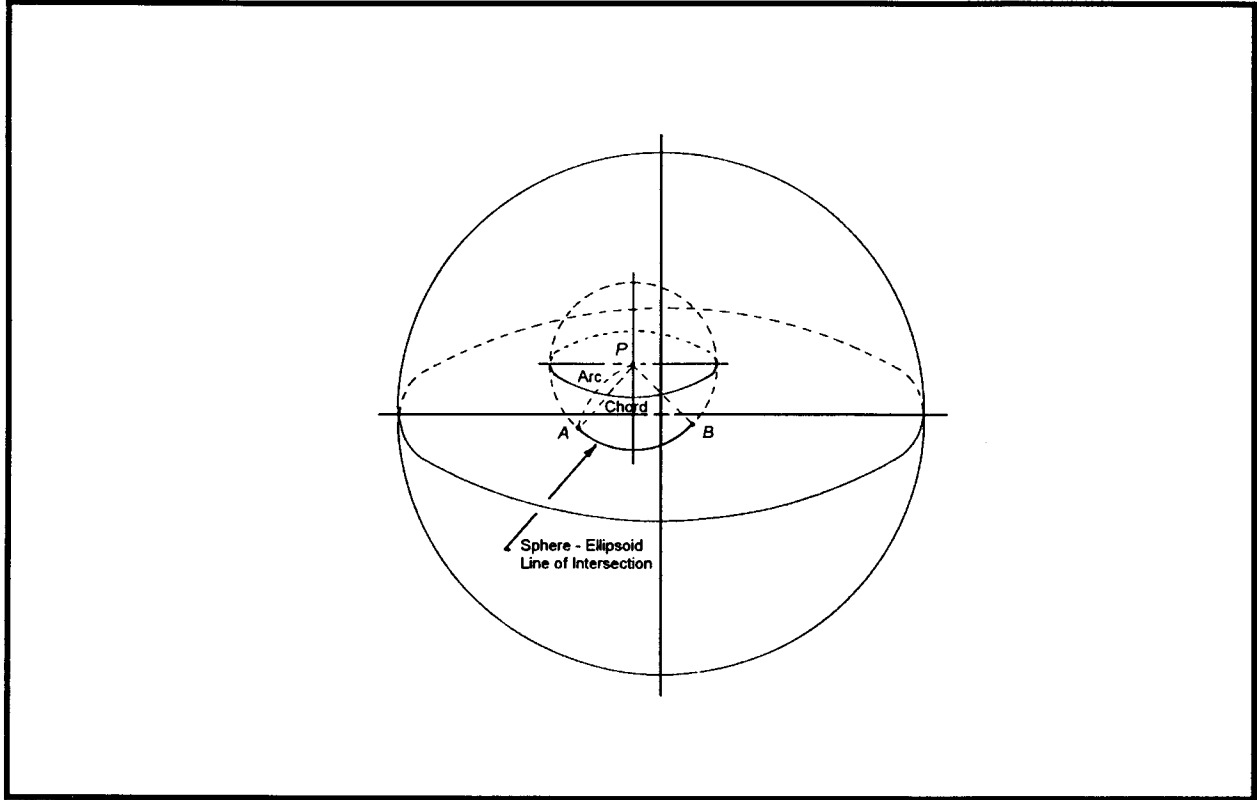 P
Arc
Chord
A
B
Sphere - Ellipsoid
Line of Intersection